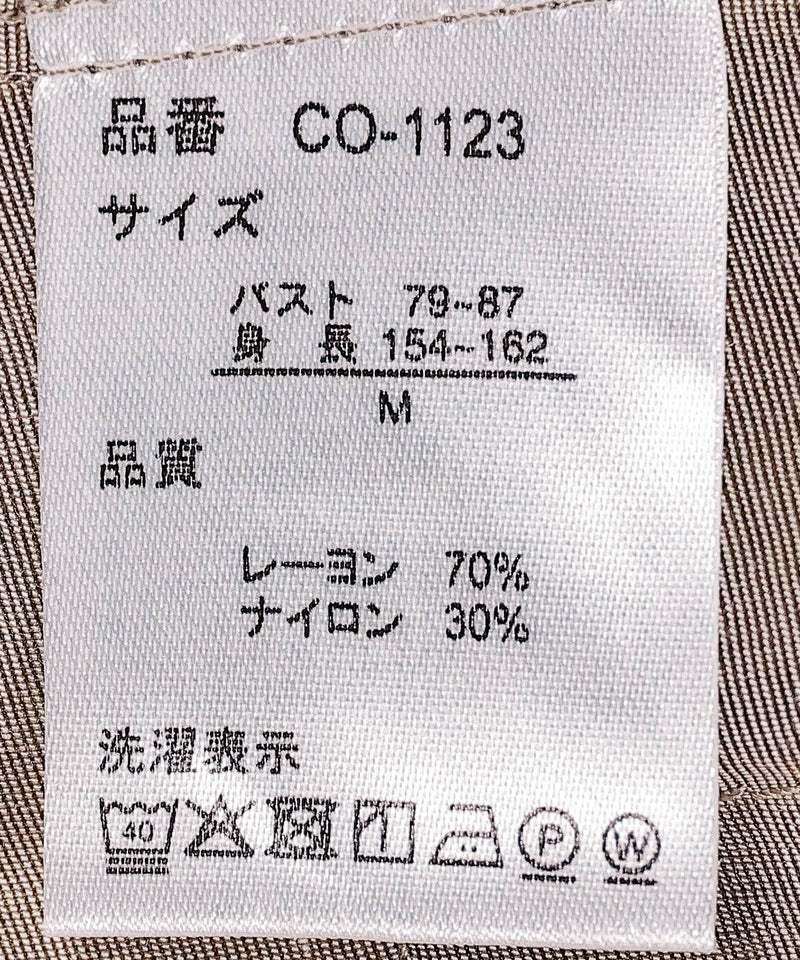 品番 CO-1123
サイズ
バスト 79~87
身 長 154~162
M
品質
レーヨン 70%
ナイロン 30%
洗濯表示
40 P W